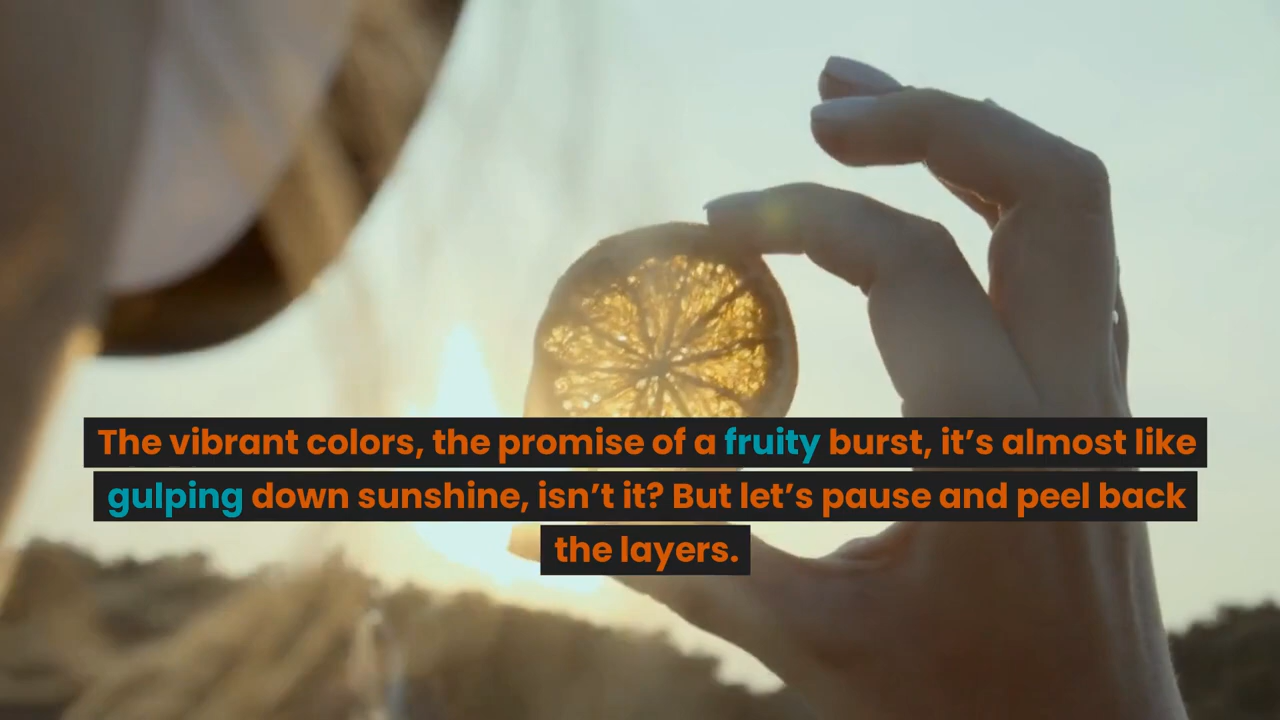 The vibrant colors, the promise of a fruity burst, it’s almost like
gulping down sunshine, isn’t it? But let’s pause and peel back
the layers.